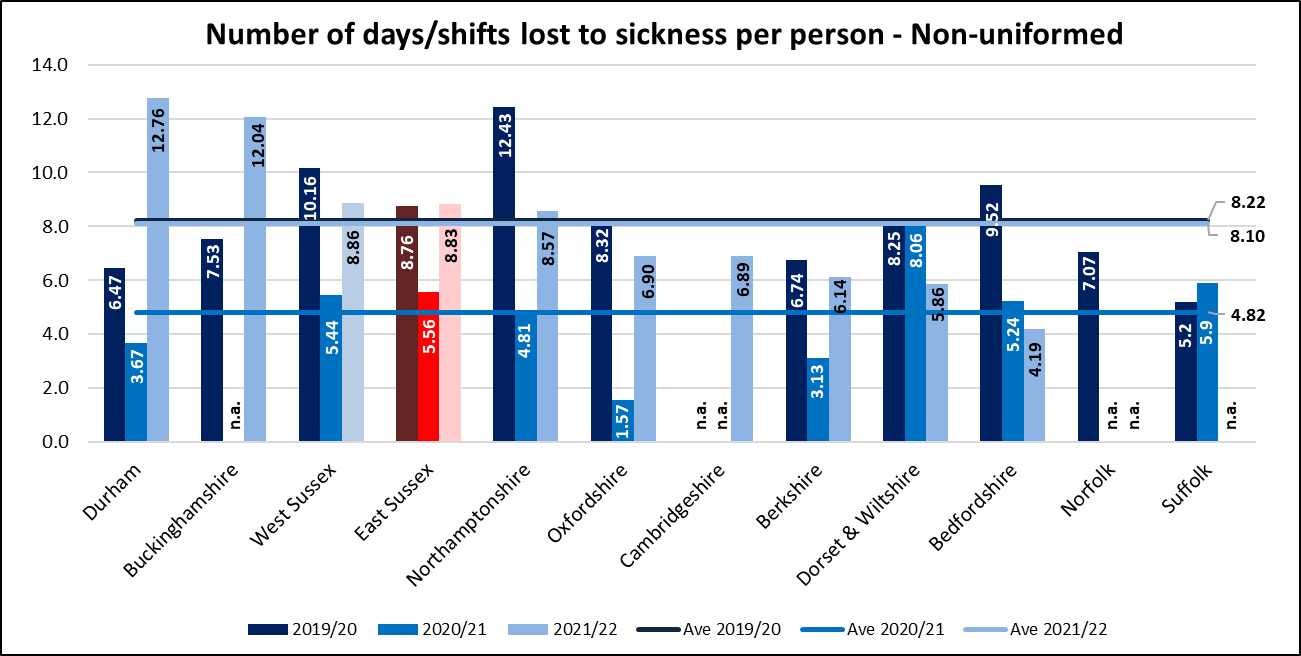 Number of days/shifts lost to sickness per person - Non-uniformed
14.0
12.0
10.0
8.0
6.0
4.0
2.0
0.0
6.47
3.67
12.76
7.53
n.a.
12.04
10.16
5.44
8.86
8.76
5.56
8.83
12.43
4.81
8.57
8.32
1.57
6.90
n.a.
n.a.
6.89
6.74
3.13
6.14
8.25
8.06
5.86
9.52
5.24
4.19
7.07
n.a.
n.a.
5.2
5.9
n.a.
8.22
8.10
4.82
Durham
Buckinghamshire
West Sussex
East Sussex
Northamptonshire
Oxfordshire
Cambridgeshire
Berkshire
Dorset & Wiltshire
Bedfordshire
Norfolk
Suffolk
2019/20 2020/21 2021/22 Ave 2019/20 Ave 2020/21 Ave 2021/22